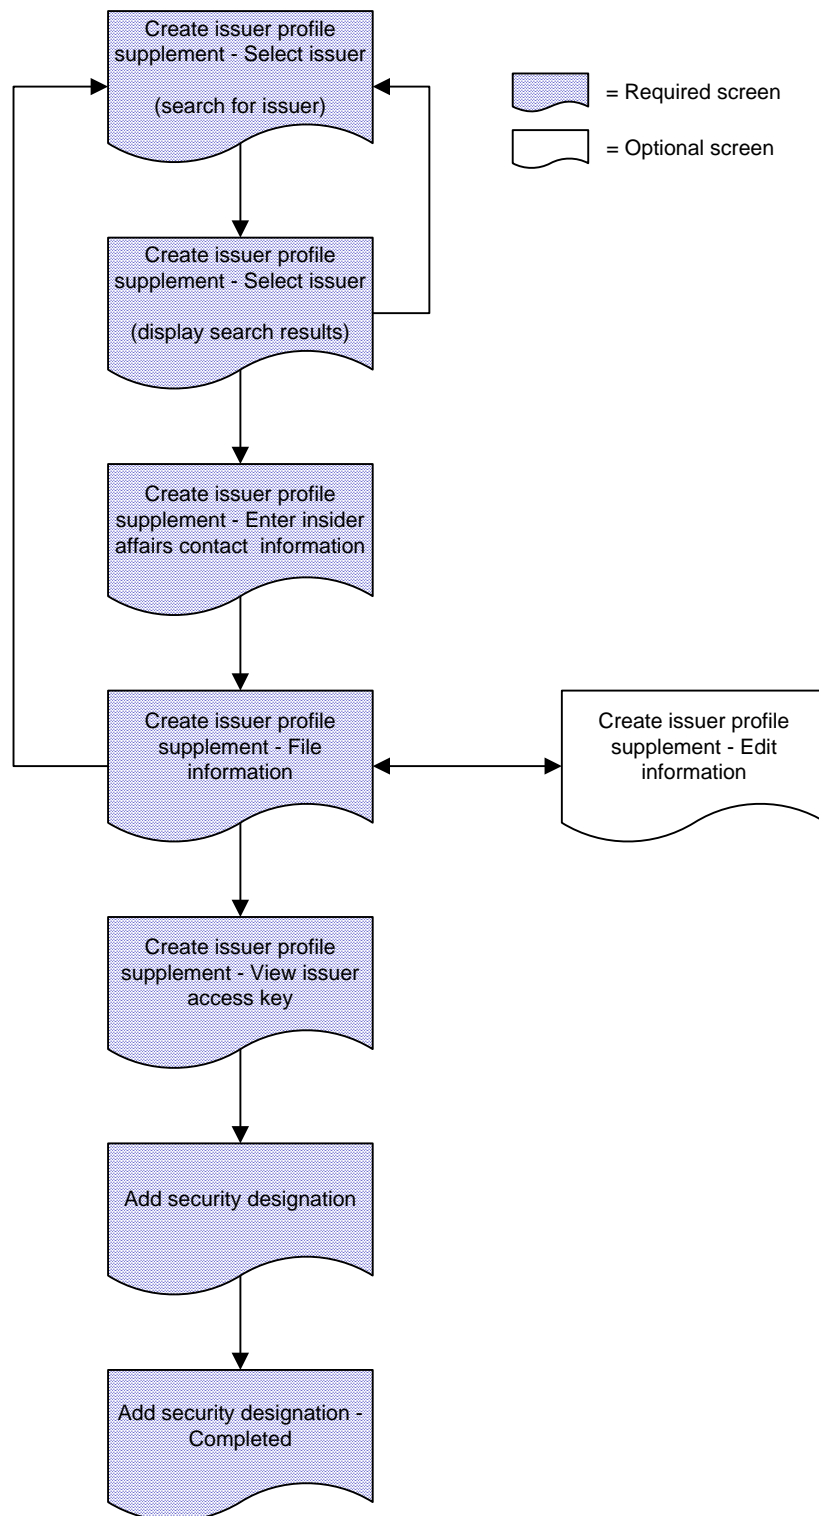 Create issuer profile
supplement - Select issuer
(search for issuer)
= Required screen
= Optional screen
Create issuer profile
supplement - Select issuer
(display search results)
Create issuer profile
supplement - Enter insider
affairs contact information
Create issuer profile
supplement - File
information
Create issuer profile
supplement - Edit
information
Create issuer profile
supplement - View issuer
access key
Add security designation
Add security designation -
Completed